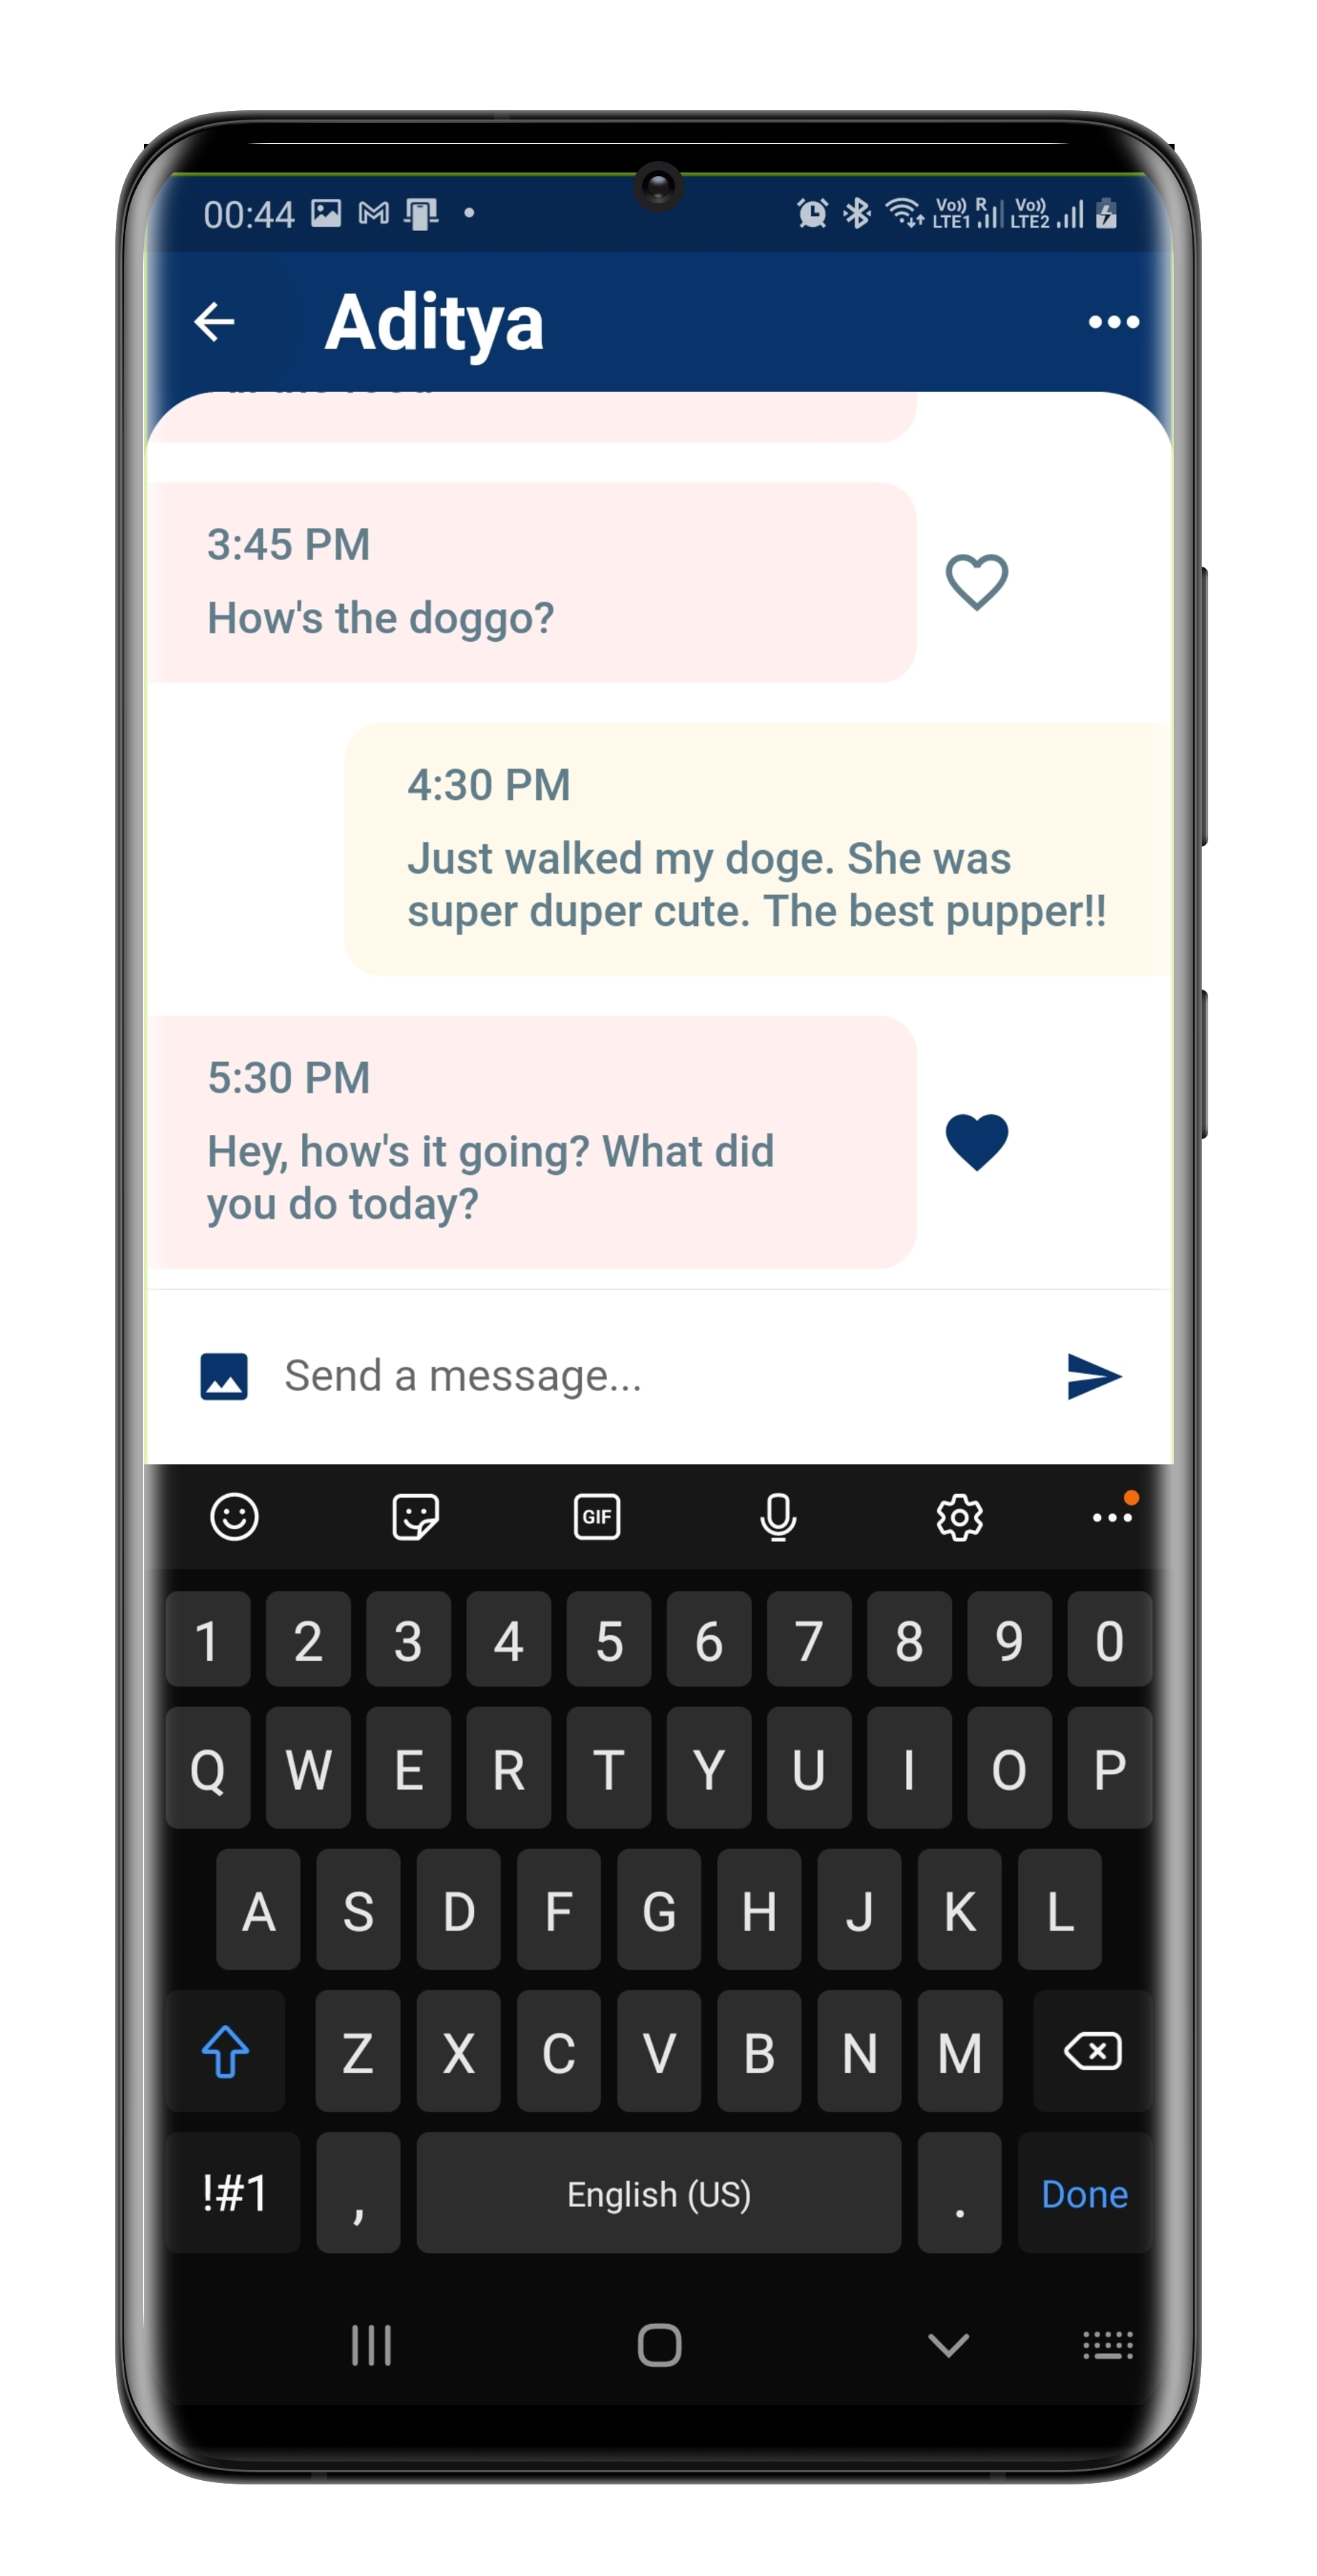 00:44
Vo)) R Vo))
LTE1 LTE2
Aditya
3:45 PM
How's the doggo?
4:30 PM
Just walked my doge. She was
super duper cute. The best pupper!!
5:30 PM
Hey, how's it going? What did
you do today?
Send a message...
GIF
1 2 3 4 5 6 7 8 9 0
Q W E R T Y U I O P
A S D F G H J K L
Z X C V B N M
!#1 , English (US) . Done